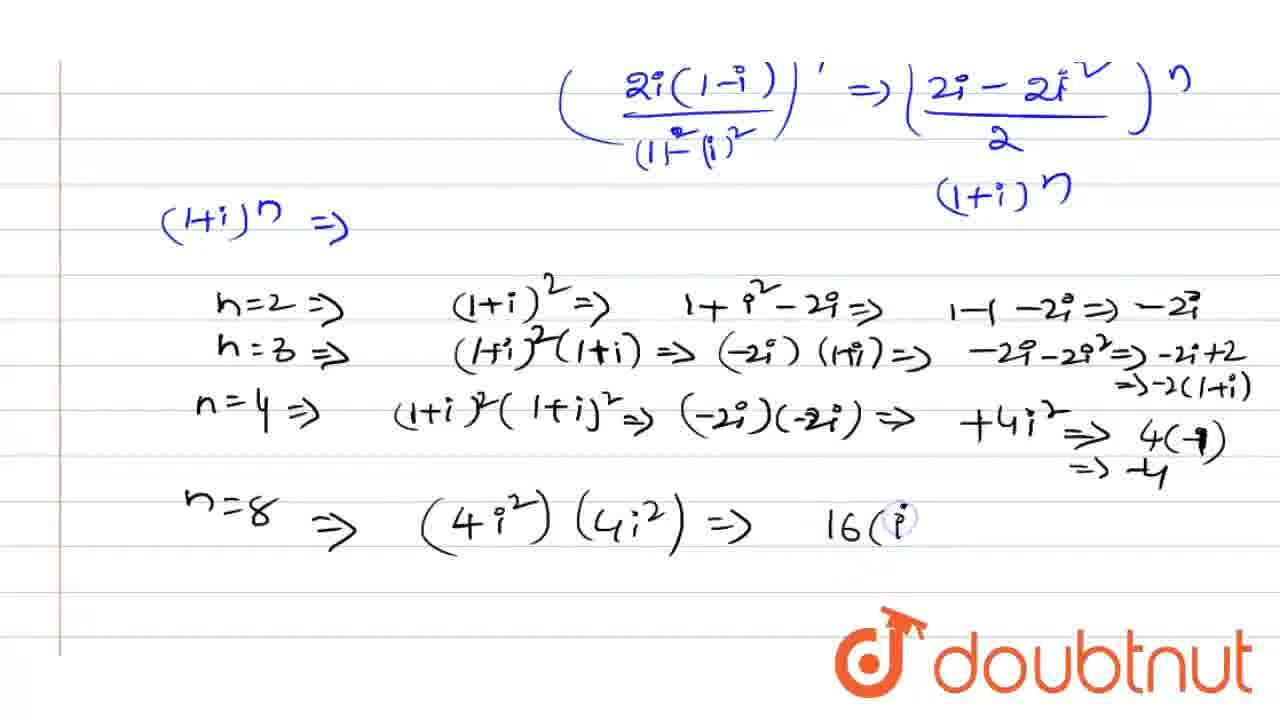 (2i(1-i)/(1)²-(i)²)ⁿ => (2i - 2i²/2)ⁿ
(1+i)ⁿ
(1+i)ⁿ =>
n=2 => (1+i)² => 1 + i² - 2i => 1-1 -2i => -2i
n=3 => (1+i)²(1+i) => (-2i) (1+i) => -2i -2i² => -2i+2
=> -2(1+i)
n=4 => (1+i)²(1+i)² => (-2i)(-2i) => +4i² => 4(-1)
=> -4
n=8 => (4i²)(4i²) => 16(i
doubtnut